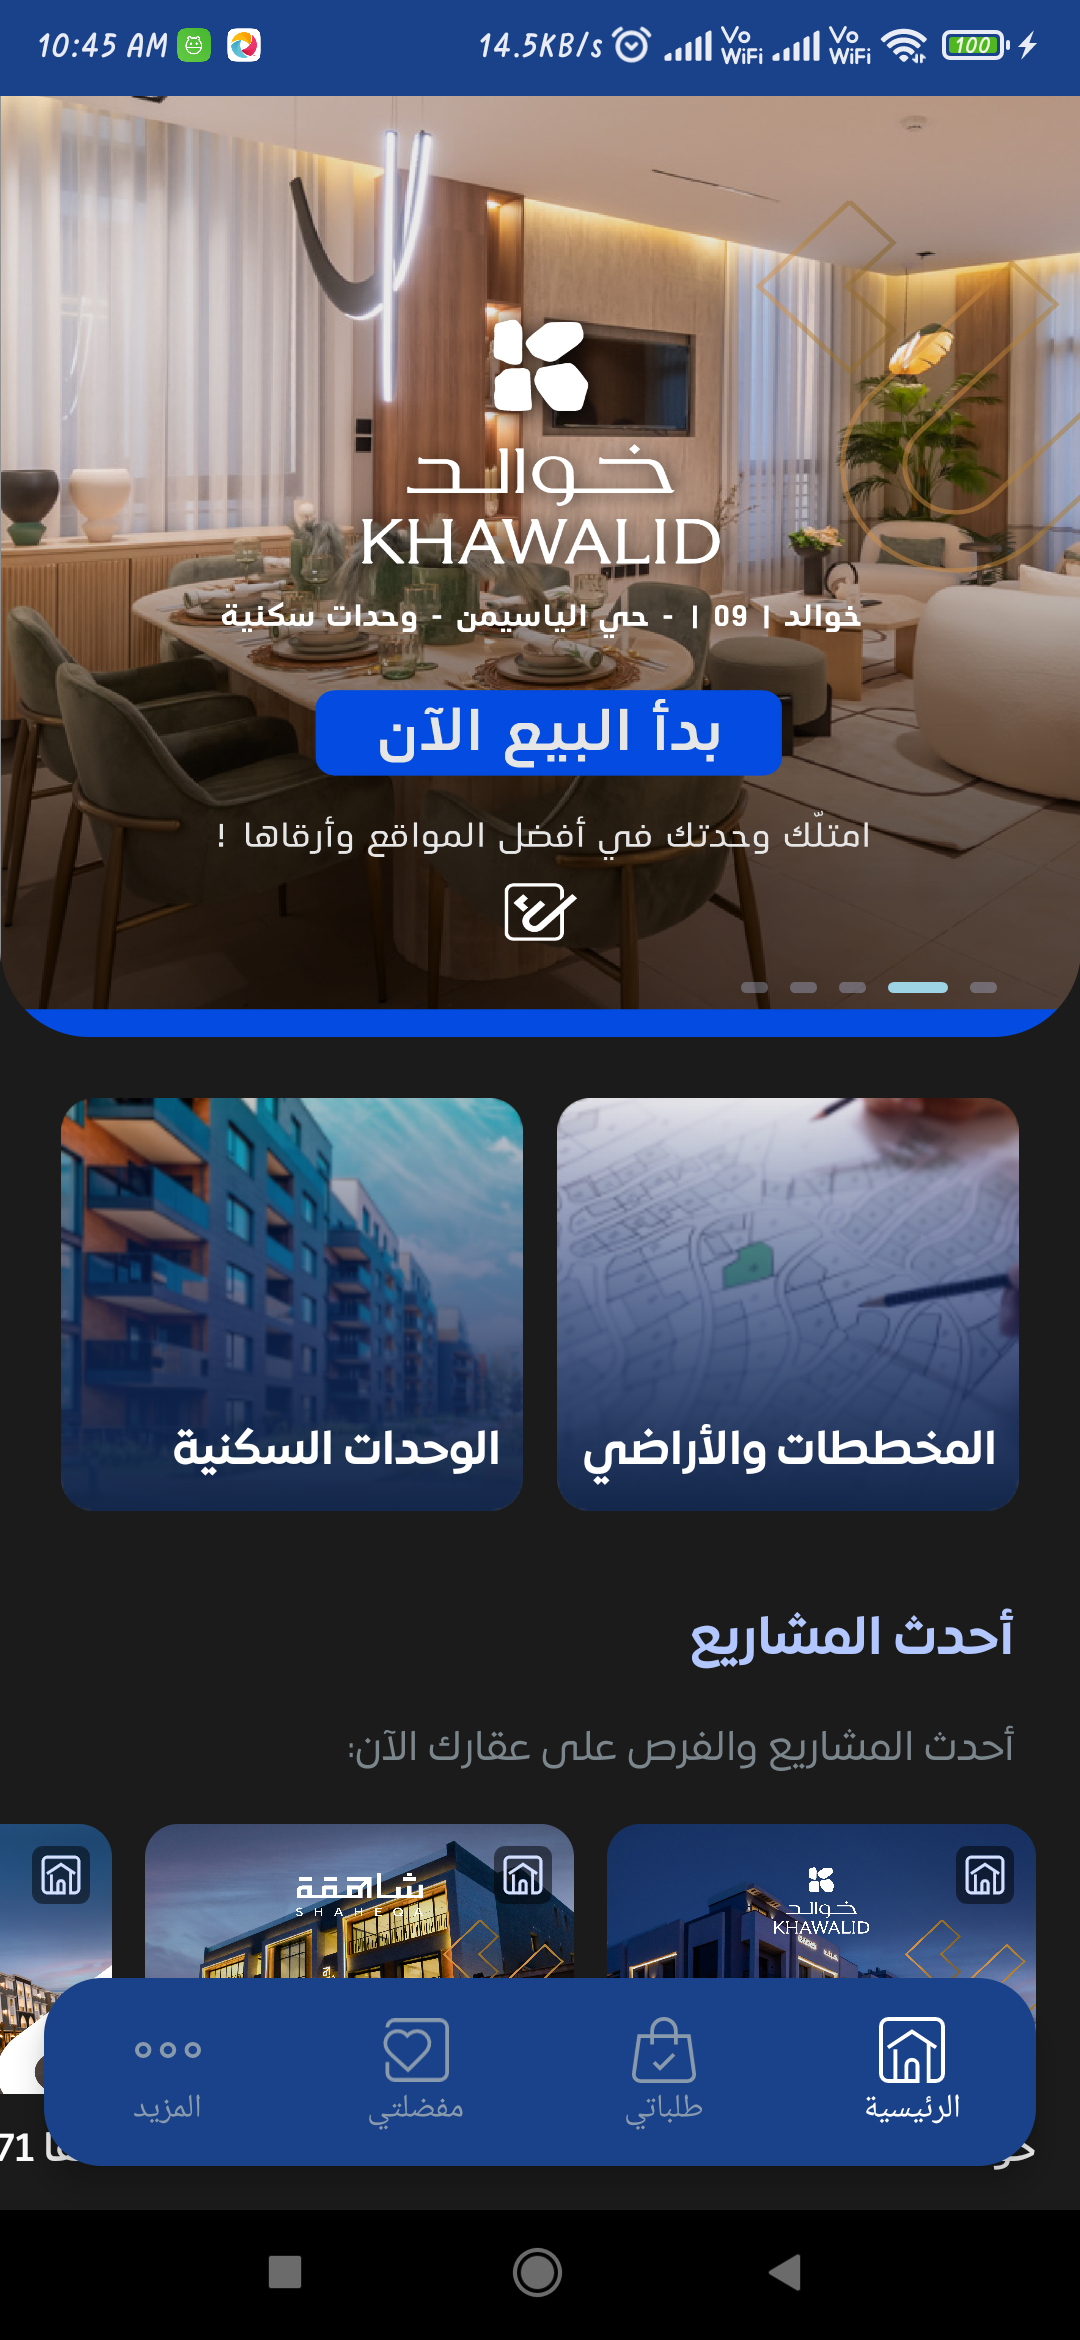 10:45 AM
14.5KB/s
Vo WiFi
Vo WiFi
100
خوالد
KHAWALID
خوالد | 09 | - حي الياسيمن - وحدات سكنية
بدأ البيع الآن
امتلّك وحدتك في أفضل المواقع وأرقاها !
المخططات والأراضي
الوحدات السكنية
أحدث المشاريع
أحدث المشاريع والفرص على عقارك الآن:
خوالد
KHAWALID
شاهقة
SHAHEQA
71
الرئيسية
طلباتي
مفضلتي
المزيد